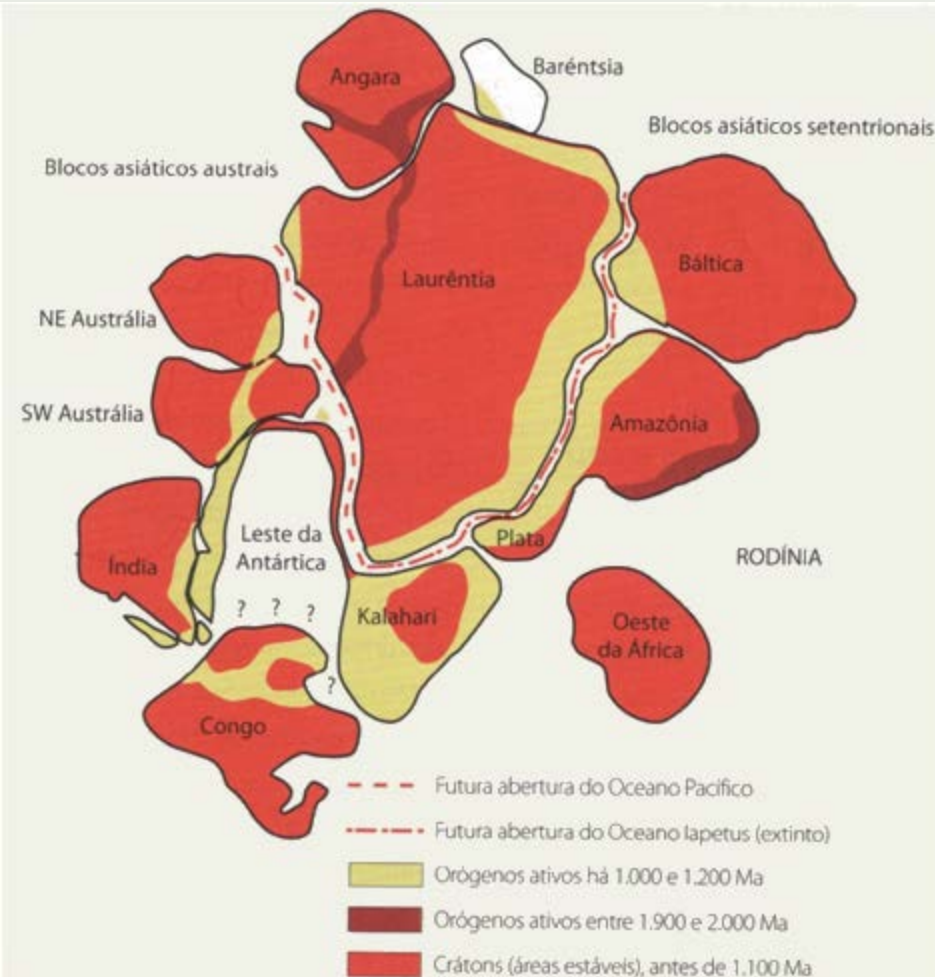 Angara
Baréntsia
Blocos asiáticos setentrionais
Blocos asiáticos austrais
Laurêntia
Báltica
NE Austrália
SW Austrália
Amazônia
Leste da
Antártica
Plata
RODÍNIA
Índia
? ? ?
Kalahari
Oeste
da África
?
Congo
Futura abertura do Oceano Pacífico
Futura abertura do Oceano Iapetus (extinto)
Orógenos ativos há 1.000 e 1.200 Ma
Orógenos ativos entre 1.900 e 2.000 Ma
Crátons (áreas estáveis), antes de 1.100 Ma